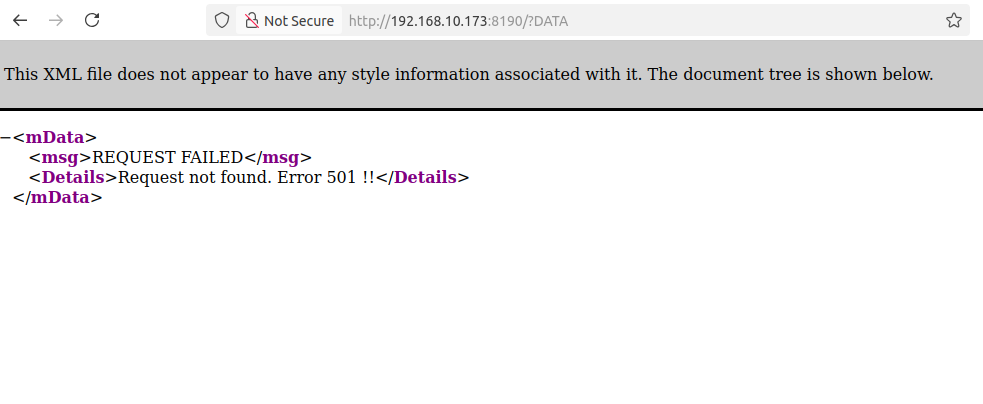 Not Secure http://192.168.10.173:8190/?DATA
This XML file does not appear to have any style information associated with it. The document tree is shown below.
−<mData>
<msg>REQUEST FAILED</msg>
<Details>Request not found. Error 501 !!</Details>
</mData>